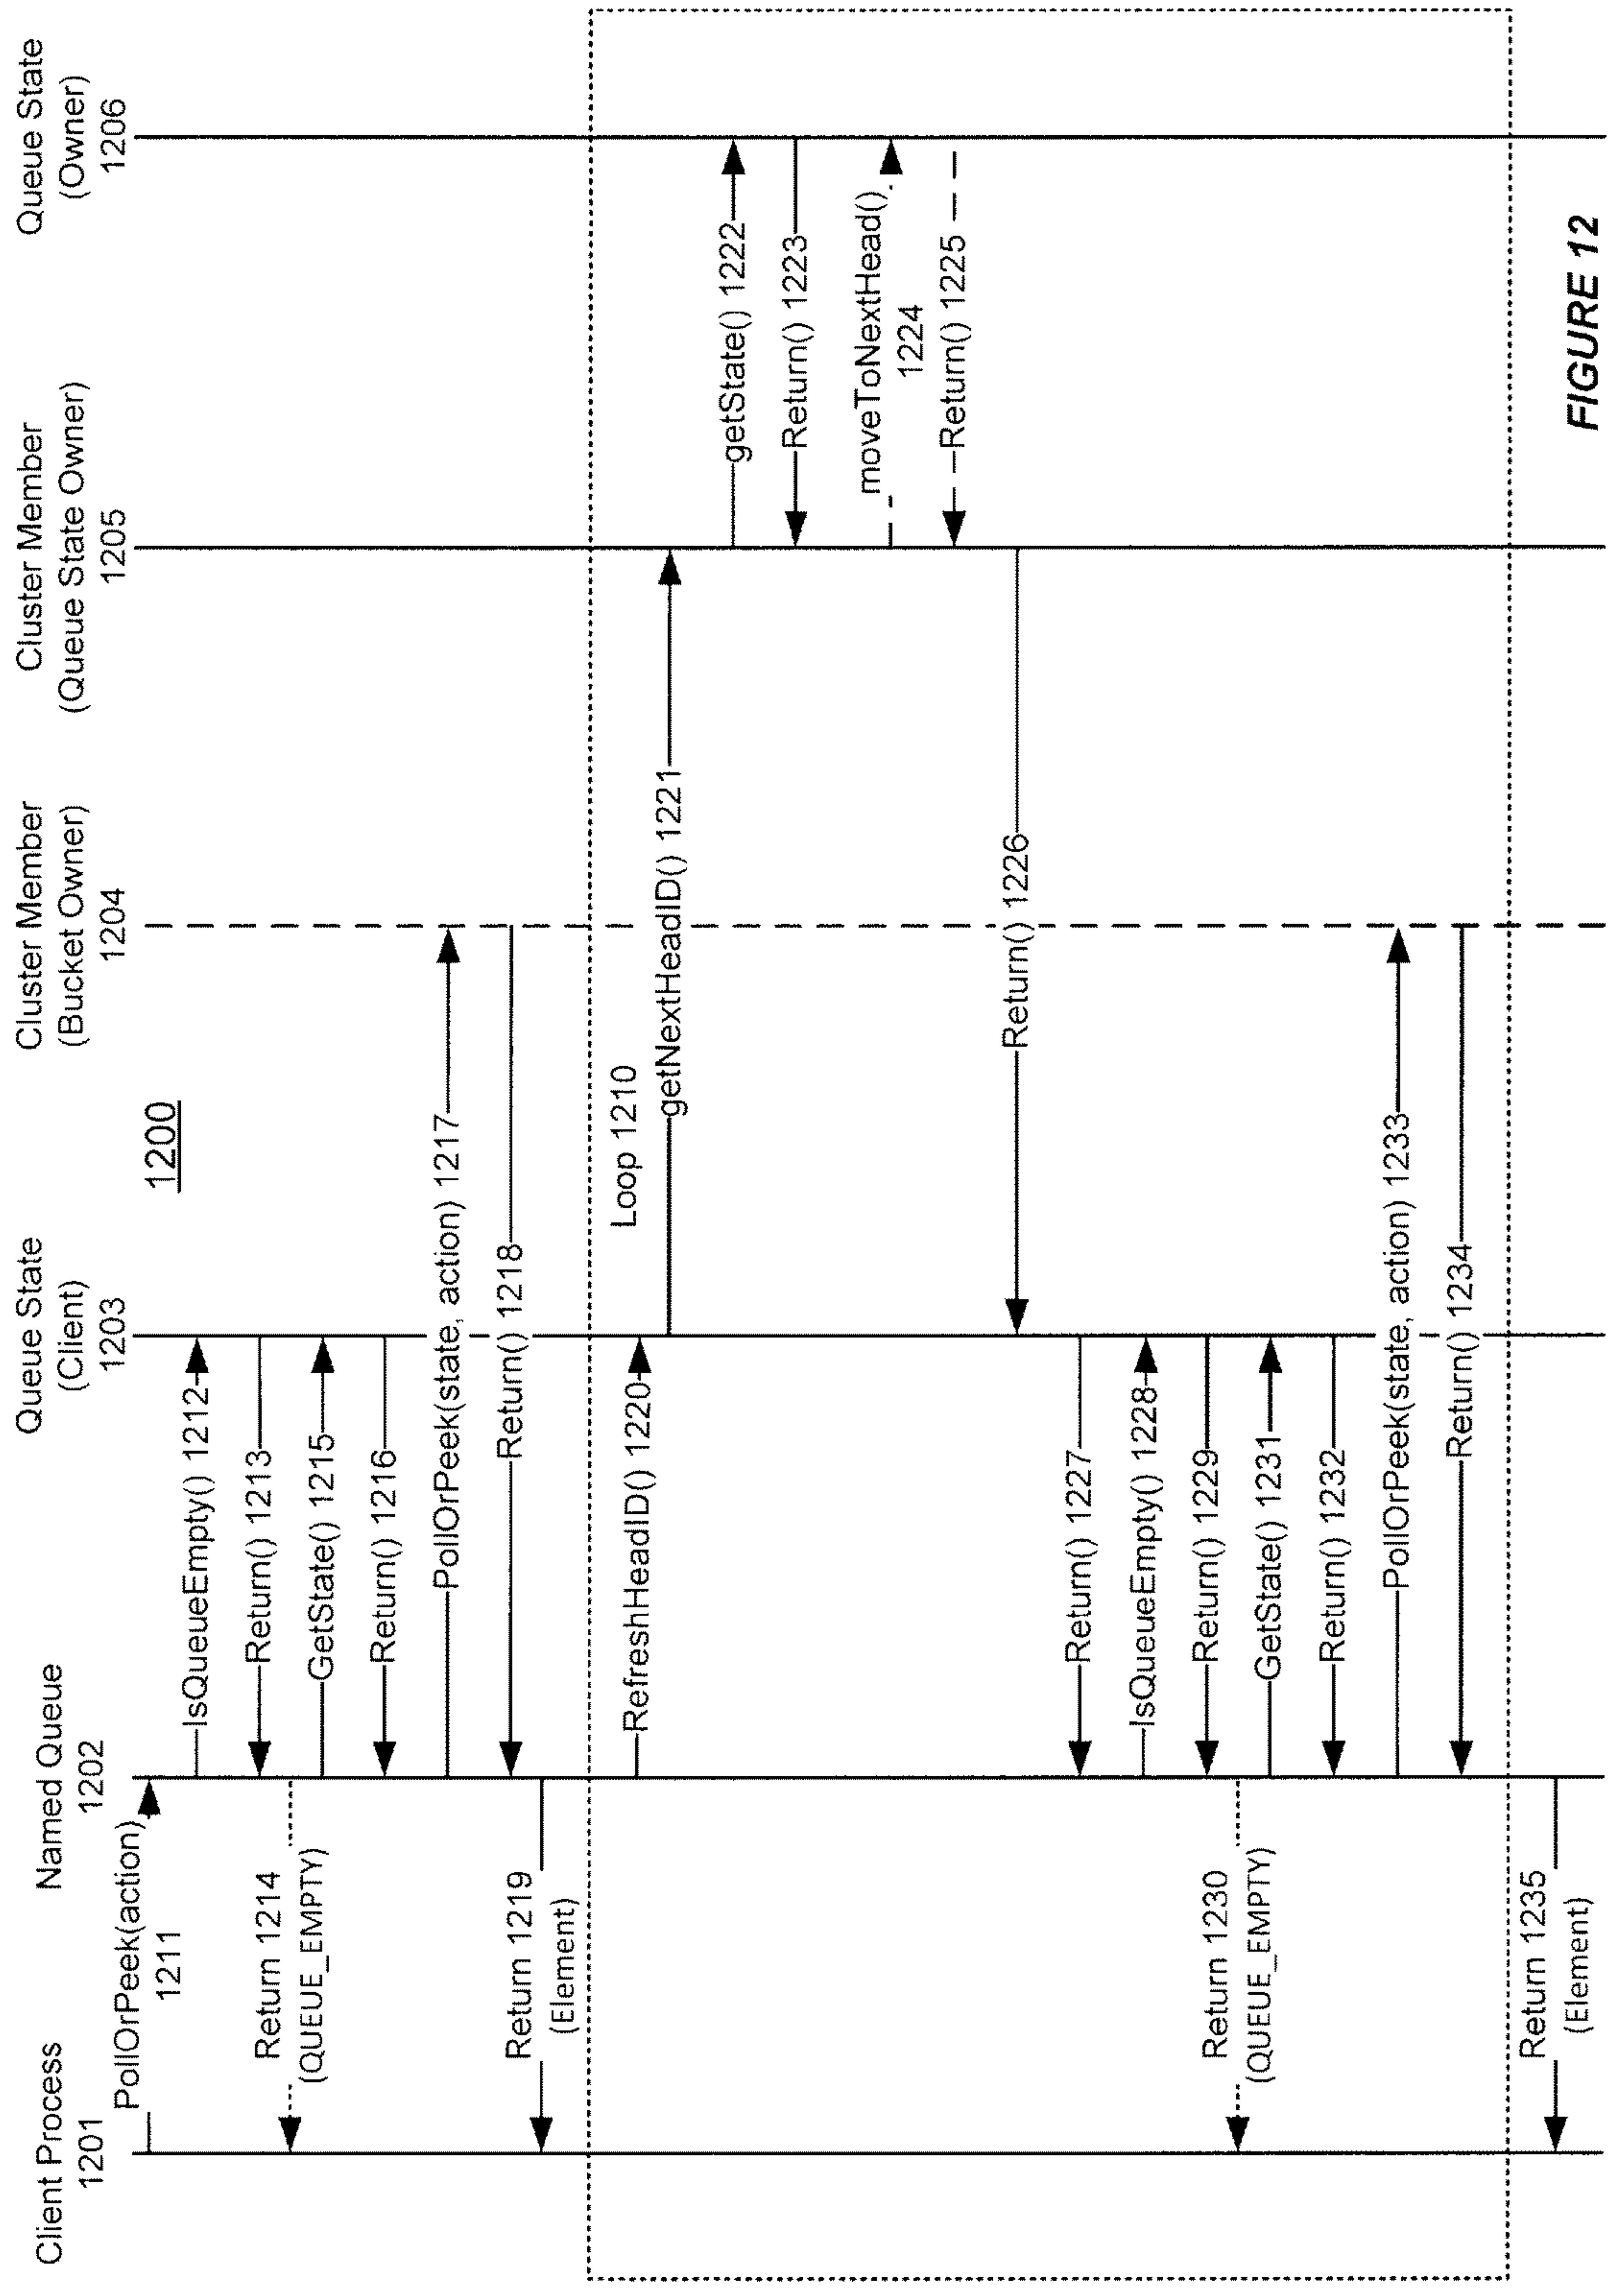 Client Process
1201
Named Queue
1202
Queue State
(Client)
1203
Cluster Member
(Bucket Owner)
1204
Cluster Member
(Queue State Owner)
1205
Queue State
(Owner)
1206
1200
PollOrPeek(action)
1211
IsQueueEmpty() 1212
Return() 1213
Return 1214
(QUEUE_EMPTY)
GetState() 1215
Return() 1216
PollOrPeek(state, action) 1217
Return() 1218
Return 1219
(Element)
Loop 1210
RefreshHeadID() 1220
getNextHeadID() 1221
getState() 1222
Return() 1223
moveToNextHead()
1224
Return() 1225
Return() 1226
Return() 1227
IsQueueEmpty() 1228
Return() 1229
Return 1230
(QUEUE_EMPTY)
GetState() 1231
Return() 1232
PollOrPeek(state, action) 1233
Return() 1234
Return 1235
(Element)
FIGURE 12